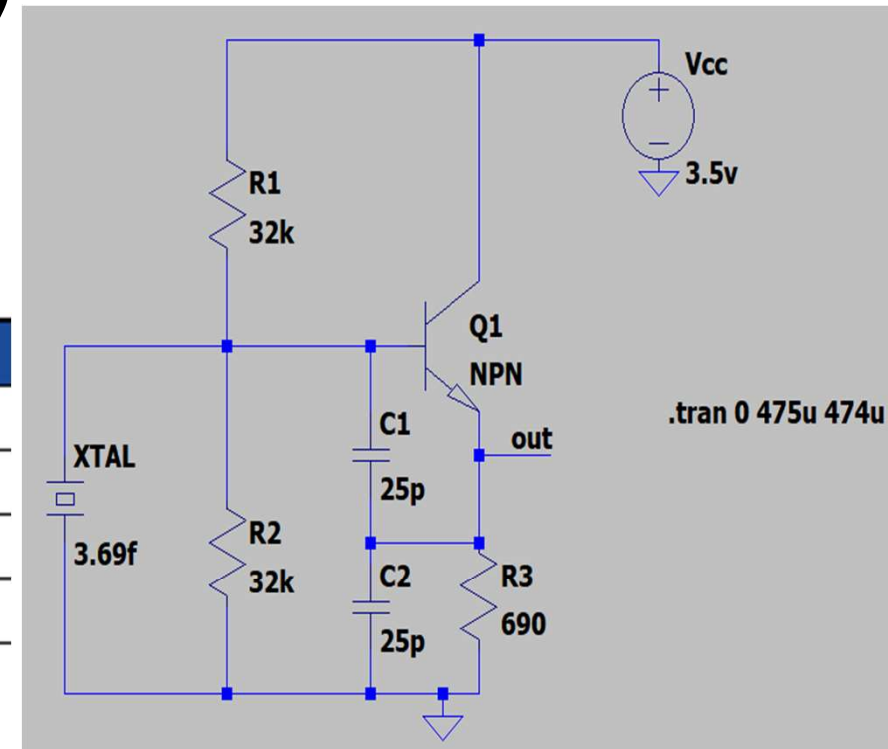 Vcc
3.5v
R1
32k
Q1
NPN
.tran 0 475u 474u
out
C1
25p
XTAL
3.69f
R2
32k
C2
25p
R3
690